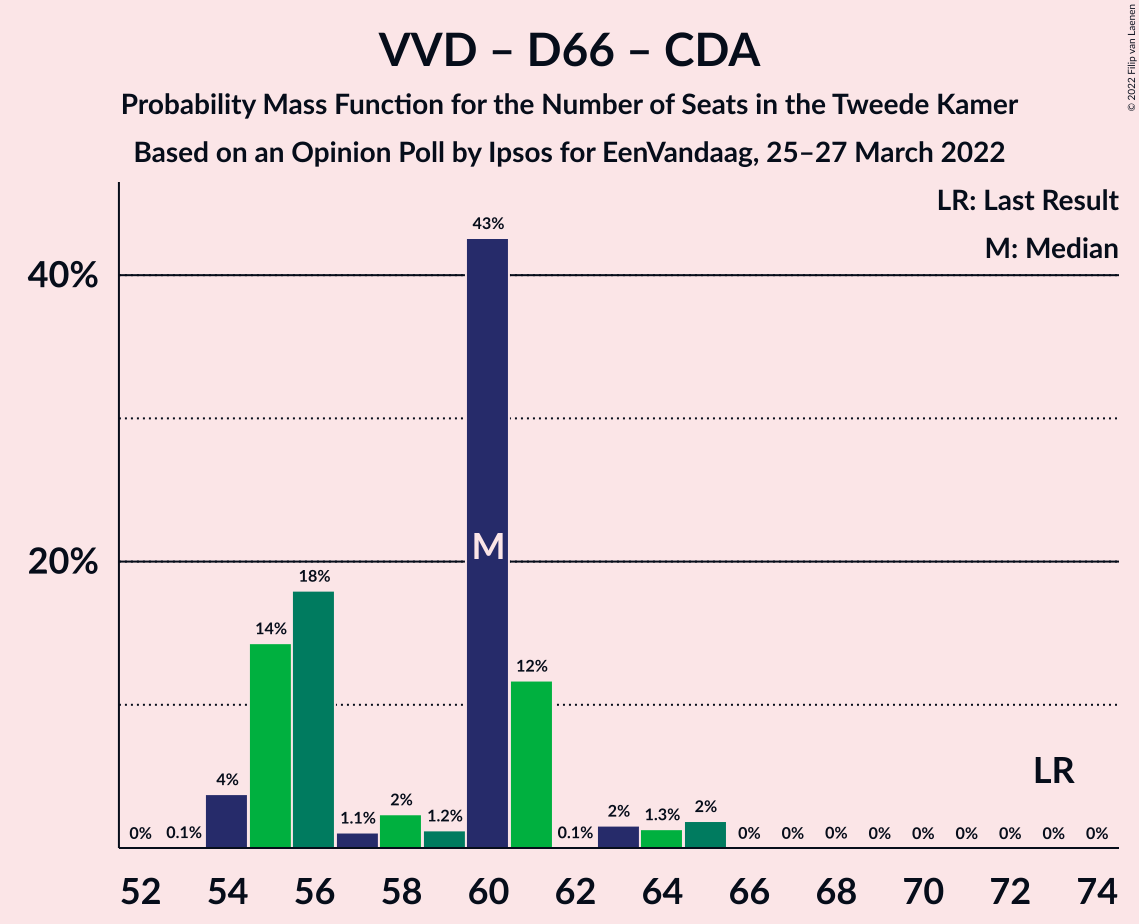 VVD – D66 – CDA
Probability Mass Function for the Number of Seats in the Tweede Kamer
Based on an Opinion Poll by Ipsos for EenVandaag, 25–27 March 2022
© 2022 Filip van Laenen
LR: Last Result
M: Median
40%
20%
0%
0.1%
4%
14%
18%
1.1%
2%
1.2%
43%
M
12%
0.1%
2%
1.3%
2%
0%
0%
0%
0%
0%
0%
0%
LR
0%
0%
52 54 56 58 60 62 64 66 68 70 72 74